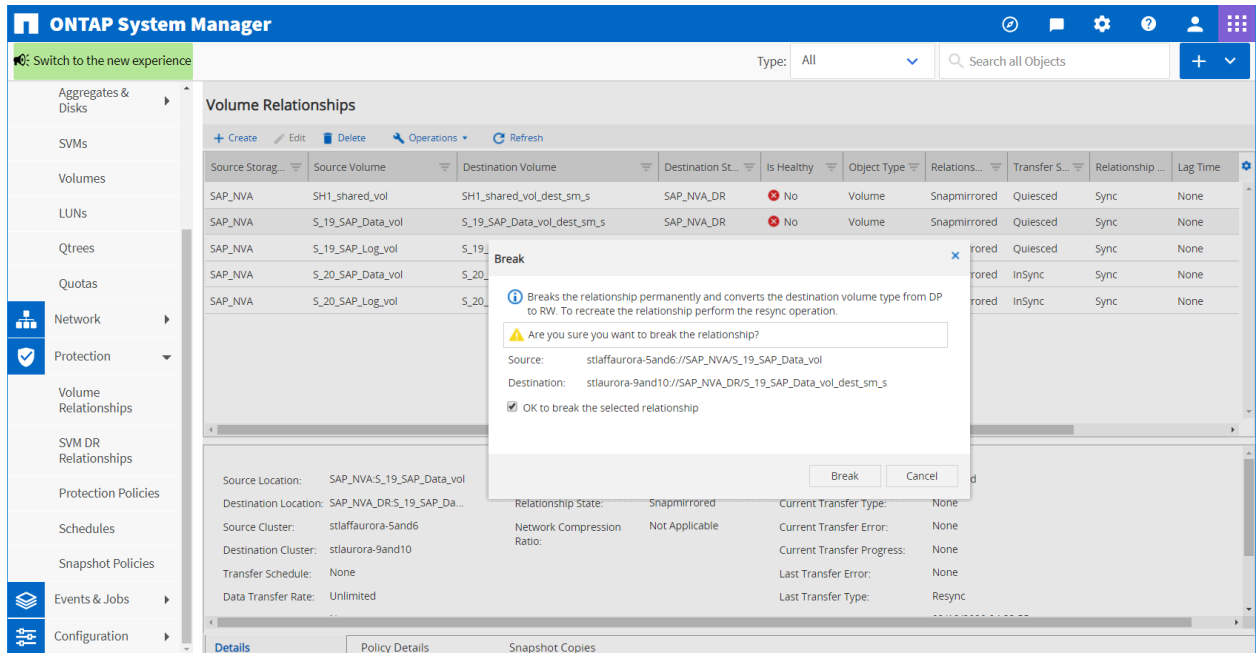 ONTAP System Manager
Switch to the new experience
Type: All
Search all Objects
Aggregates &
Disks
SVMs
Volumes
LUNs
Qtrees
Quotas
Network
Protection
Volume
Relationships
SVM DR
Relationships
Protection Policies
Schedules
Snapshot Policies
Events & Jobs
Configuration
Volume Relationships
Create Edit Delete Operations Refresh
Source Storag... Source Volume Destination Volume Destination St... Is Healthy Object Type Relations... Transfer S... Relationship ... Lag Time
SAP_NVA SH1_shared_vol SH1_shared_vol_dest_sm_s SAP_NVA_DR No Volume Snapmirrored Quiesced Sync None
SAP_NVA S_19_SAP_Data_vol S_19_SAP_Data_vol_dest_sm_s SAP_NVA_DR No Volume Snapmirrored Quiesced Sync None
SAP_NVA S_19_SAP_Log_vol S_19_ rored Quiesced Sync None
SAP_NVA S_20_SAP_Data_vol S_20_ rored InSync Sync None
SAP_NVA S_20_SAP_Log_vol S_20_ rored InSync Sync None
Break
Breaks the relationship permanently and converts the destination volume type from DP
to RW. To recreate the relationship perform the resync operation.
Are you sure you want to break the relationship?
Source: stlaffaurora-5and6://SAP_NVA/S_19_SAP_Data_vol
Destination: stlaurora-9and10://SAP_NVA_DR/S_19_SAP_Data_vol_dest_sm_s
OK to break the selected relationship
Break Cancel
Source Location: SAP_NVA:S_19_SAP_Data_vol
Destination Location: SAP_NVA_DR:S_19_SAP_Da...
Source Cluster: stlaffaurora-5and6
Destination Cluster: stlaurora-9and10
Transfer Schedule: None
Data Transfer Rate: Unlimited
Relationship State: Snapmirrored
Network Compression
Ratio:
Not Applicable
Current Transfer Type: None
Current Transfer Error: None
Current Transfer Progress: None
Last Transfer Error: None
Last Transfer Type: Resync
Details Policy Details Snapshot Copies